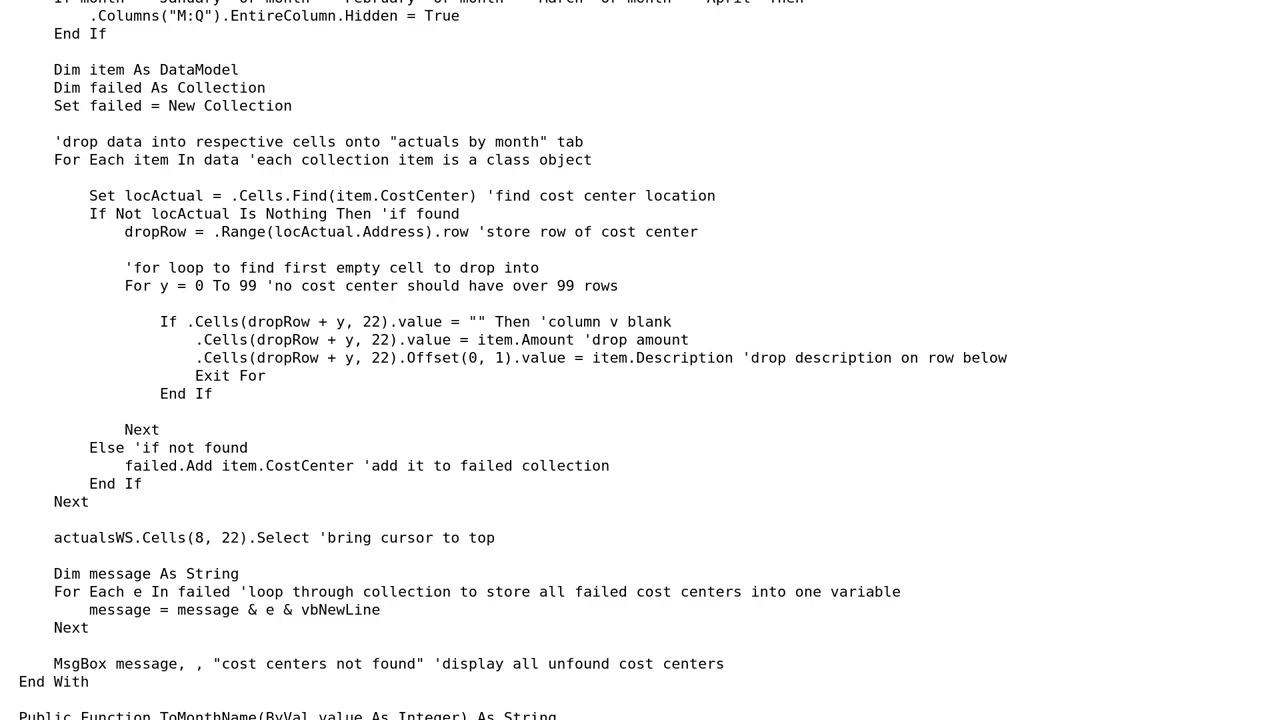 .Columns("M:Q").EntireColumn.Hidden = True
End If
Dim item As DataModel
Dim failed As Collection
Set failed = New Collection
'drop data into respective cells onto "actuals by month" tab
For Each item In data 'each collection item is a class object
Set locActual = .Cells.Find(item.CostCenter) 'find cost center location
If Not locActual Is Nothing Then 'if found
dropRow = .Range(locActual.Address).row 'store row of cost center
'for loop to find first empty cell to drop into
For y = 0 To 99 'no cost center should have over 99 rows
If .Cells(dropRow + y, 22).value = "" Then 'column v blank
.Cells(dropRow + y, 22).value = item.Amount 'drop amount
.Cells(dropRow + y, 22).Offset(0, 1).value = item.Description 'drop description on row below
Exit For
End If
Next
Else 'if not found
failed.Add item.CostCenter 'add it to failed collection
End If
Next
actualsWS.Cells(8, 22).Select 'bring cursor to top
Dim message As String
For Each e In failed 'loop through collection to store all failed cost centers into one variable
message = message & e & vbNewLine
Next
MsgBox message, , "cost centers not found" 'display all unfound cost centers
End With
Public Function ToMonthName(ByVal value As Integer) As String